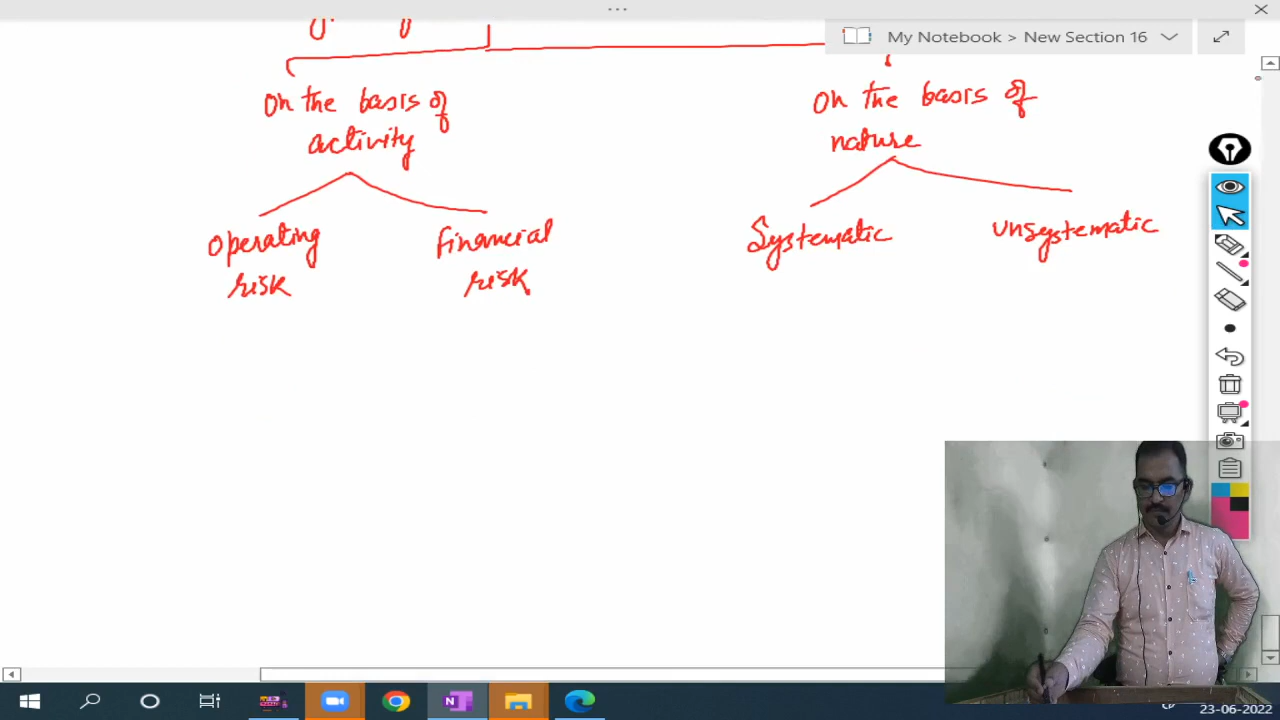 My Notebook > New Section 16
On the basis of
activity
On the basis of
nature
Operating
risk
Financial
risk
Systematic
Unsystematic
23-06-2022